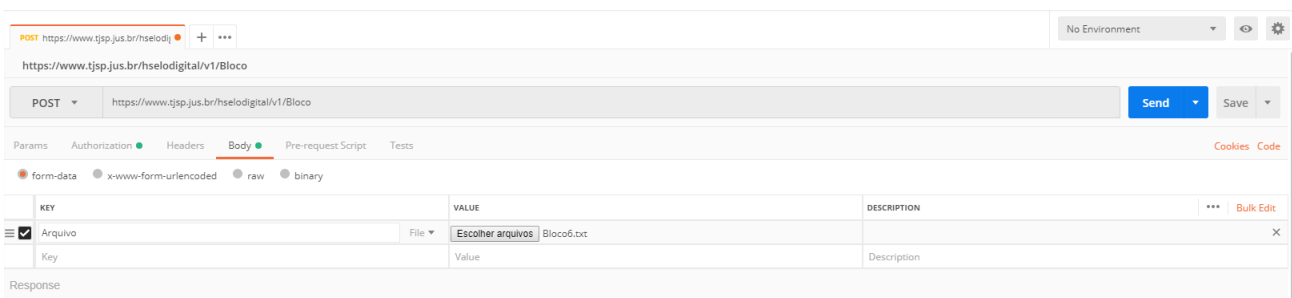 No Environment
POST https://www.tjsp.jus.br/hselodig
https://www.tjsp.jus.br/hselodigital/v1/Bloco
POST https://www.tjsp.jus.br/hselodigital/v1/Bloco Send Save
Params Authorization Headers Body Pre-request Script Tests Cookies Code
form-data x-www-form-urlencoded raw binary
KEY VALUE DESCRIPTION Bulk Edit
Arquivo File Escolher arquivos Bloco6.txt
Key Value Description
Response